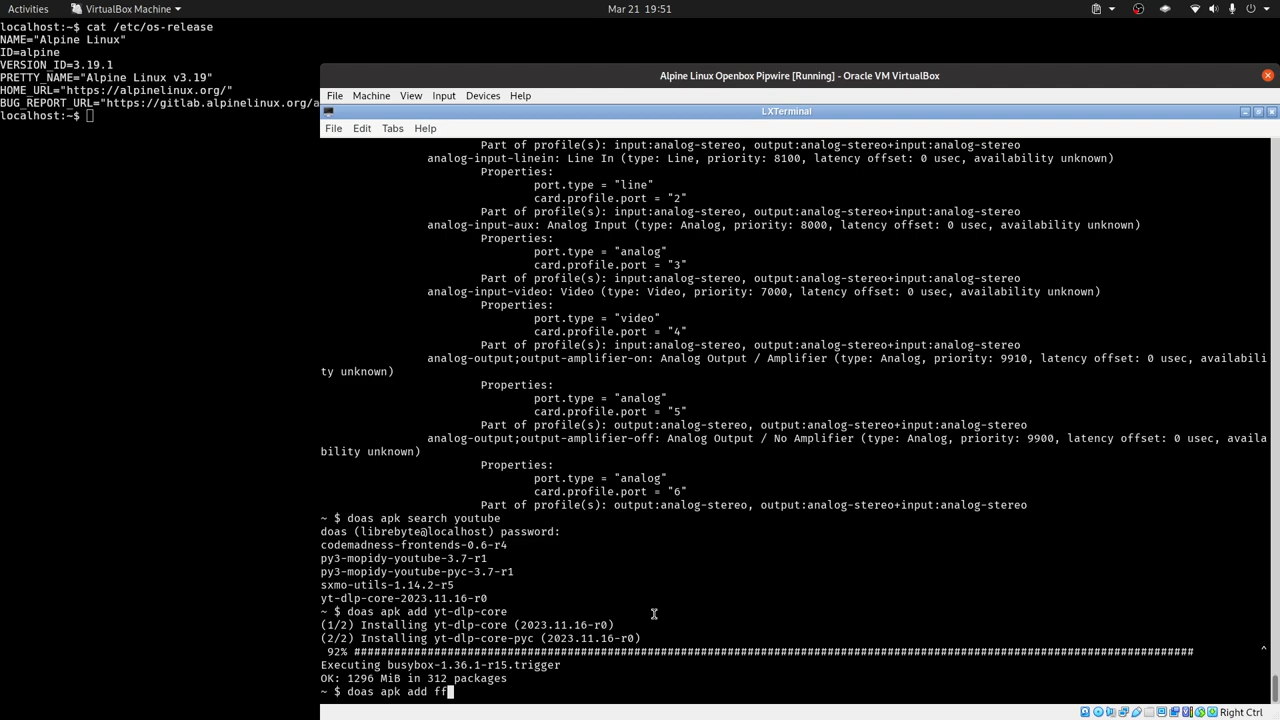 Activities
VirtualBox Machine
Mar 21 19:51
localhost:~$ cat /etc/os-release
NAME="Alpine Linux"
ID=alpine
VERSION_ID=3.19.1
PRETTY_NAME="Alpine Linux v3.19"
HOME_URL="https://alpinelinux.org/"
BUG_REPORT_URL="https://gitlab.alpinelinux.org/a
localhost:~$
Alpine Linux Openbox Pipwire [Running] - Oracle VM VirtualBox
File Machine View Input Devices Help
LXTerminal
File Edit Tabs Help
Part of profile(s): input:analog-stereo, output:analog-stereo+input:analog-stereo
analog-input-linein: Line In (type: Line, priority: 8100, latency offset: 0 usec, availability unknown)
Properties:
port.type = "line"
card.profile.port = "2"
Part of profile(s): input:analog-stereo, output:analog-stereo+input:analog-stereo
analog-input-aux: Analog Input (type: Analog, priority: 8000, latency offset: 0 usec, availability unknown)
Properties:
port.type = "analog"
card.profile.port = "3"
Part of profile(s): input:analog-stereo, output:analog-stereo+input:analog-stereo
analog-input-video: Video (type: Video, priority: 7000, latency offset: 0 usec, availability unknown)
Properties:
port.type = "video"
card.profile.port = "4"
Part of profile(s): input:analog-stereo, output:analog-stereo+input:analog-stereo
analog-output;output-amplifier-on: Analog Output / Amplifier (type: Analog, priority: 9910, latency offset: 0 usec, availabili
ty unknown)
Properties:
port.type = "analog"
card.profile.port = "5"
Part of profile(s): output:analog-stereo, output:analog-stereo+input:analog-stereo
analog-output;output-amplifier-off: Analog Output / No Amplifier (type: Analog, priority: 9900, latency offset: 0 usec, availa
bility unknown)
Properties:
port.type = "analog"
card.profile.port = "6"
Part of profile(s): output:analog-stereo, output:analog-stereo+input:analog-stereo
~ $ doas apk search youtube
doas (librebyte@localhost) password:
codemadness-frontends-0.6-r4
py3-mopidy-youtube-3.7-r1
py3-mopidy-youtube-pyc-3.7-r1
sxmo-utils-1.14.2-r5
yt-dlp-core-2023.11.16-r0
~ $ doas apk add yt-dlp-core
(1/2) Installing yt-dlp-core (2023.11.16-r0)
(2/2) Installing yt-dlp-core-pyc (2023.11.16-r0)
92% ##############################################################################################################################
Executing busybox-1.36.1-r15.trigger
OK: 1296 MiB in 312 packages
~ $ doas apk add ff
Right Ctrl